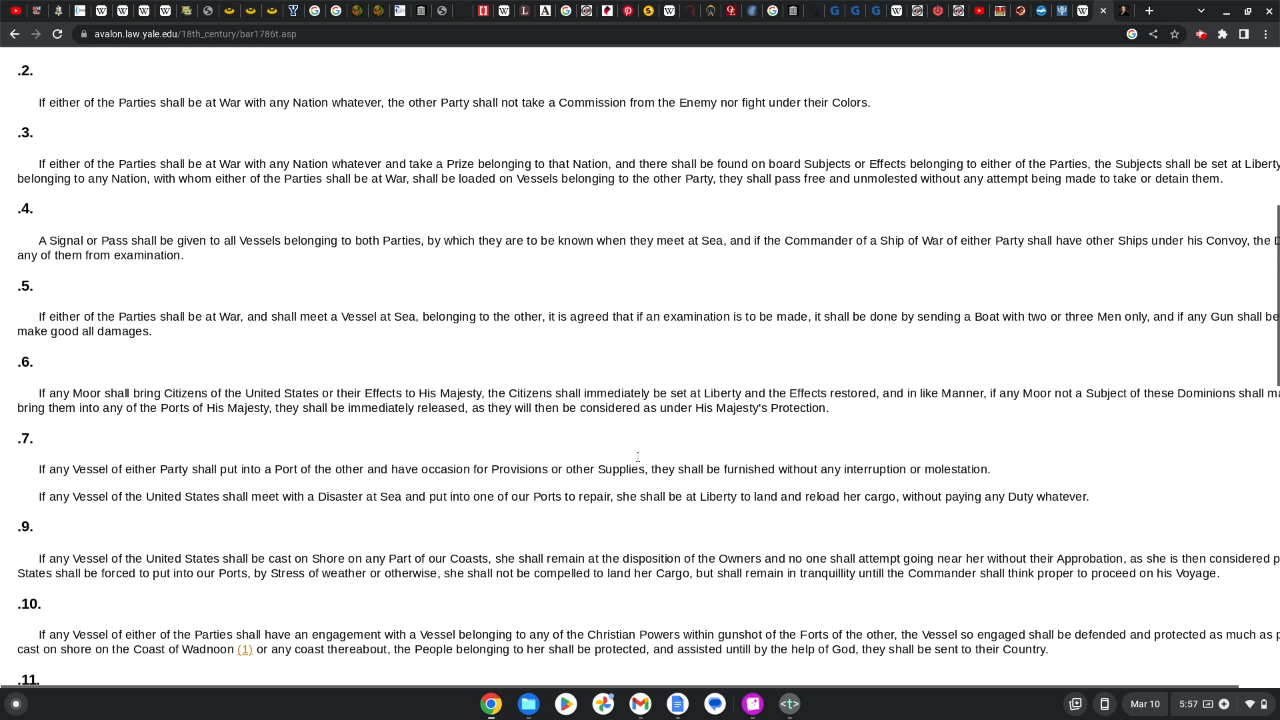 avalon.law.yale.edu/18th_century/bar1786t.asp
.2.
If either of the Parties shall be at War with any Nation whatever, the other Party shall not take a Commission from the Enemy nor fight under their Colors.
.3.
If either of the Parties shall be at War with any Nation whatever and take a Prize belonging to that Nation, and there shall be found on board Subjects or Effects belonging to either of the Parties, the Subjects shall be set at Liberty
belonging to any Nation, with whom either of the Parties shall be at War, shall be loaded on Vessels belonging to the other Party, they shall pass free and unmolested without any attempt being made to take or detain them.
.4.
A Signal or Pass shall be given to all Vessels belonging to both Parties, by which they are to be known when they meet at Sea, and if the Commander of a Ship of War of either Party shall have other Ships under his Convoy, the
any of them from examination.
.5.
If either of the Parties shall be at War, and shall meet a Vessel at Sea, belonging to the other, it is agreed that if an examination is to be made, it shall be done by sending a Boat with two or three Men only, and if any Gun shall be
make good all damages.
.6.
If any Moor shall bring Citizens of the United States or their Effects to His Majesty, the Citizens shall immediately be set at Liberty and the Effects restored, and in like Manner, if any Moor not a Subject of these Dominions shall ma
bring them into any of the Ports of His Majesty, they shall be immediately released, as they will then be considered as under His Majesty's Protection.
.7.
If any Vessel of either Party shall put into a Port of the other and have occasion for Provisions or other Supplies, they shall be furnished without any interruption or molestation.
If any Vessel of the United States shall meet with a Disaster at Sea and put into one of our Ports to repair, she shall be at Liberty to land and reload her cargo, without paying any Duty whatever.
.9.
If any Vessel of the United States shall be cast on Shore on any Part of our Coasts, she shall remain at the disposition of the Owners and no one shall attempt going near her without their Approbation, as she is then considered p
States shall be forced to put into our Ports, by Stress of weather or otherwise, she shall not be compelled to land her Cargo, but shall remain in tranquillity untill the Commander shall think proper to proceed on his Voyage.
.10.
If any Vessel of either of the Parties shall have an engagement with a Vessel belonging to any of the Christian Powers within gunshot of the Forts of the other, the Vessel so engaged shall be defended and protected as much as p
cast on shore on the Coast of Wadnoon (1) or any coast thereabout, the People belonging to her shall be protected, and assisted untill by the help of God, they shall be sent to their Country.
.11.
Mar 10
5:57